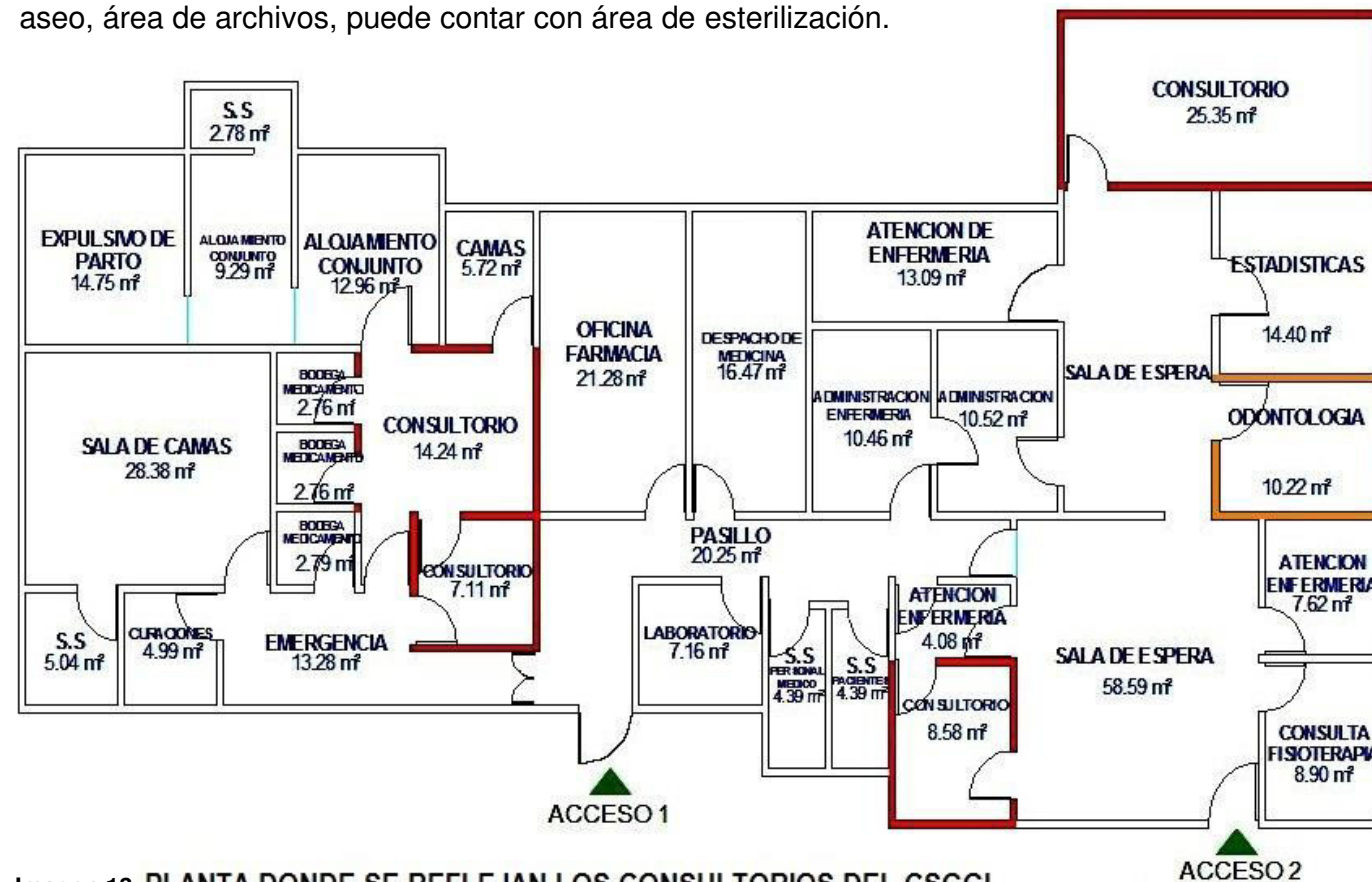 aseo, área de archivos, puede contar con área de esterilización.
CONSULTORIO
25.35 m²
S.S
2.78 m²
EXPULSIVO DE
PARTO
14.75 m²
ALOJAMIENTO
CONJUNTO
9.29 m²
ALOJAMIENTO
CONJUNTO
12.96 m²
CAMAS
5.72 m²
OFICINA
FARMACIA
21.28 m²
DESPACHO DE
MEDICINA
16.47 m²
ATENCION DE
ENFERMERIA
13.09 m²
ESTADISTICAS
14.40 m²
SALA DE ESPERA
ADMINISTRACION
ENFERMERIA
10.46 m²
ADMINISTRACION
10.52 m²
ODONTOLOGIA
10.22 m²
BODEGA
MEDICAMENTO
2.76 m²
BODEGA
MEDICAMENTO
2.76 m²
BODEGA
MEDICAMENTO
2.79 m²
SALA DE CAMAS
28.38 m²
CONSULTORIO
14.24 m²
CONSULTORIO
7.11 m²
PASILLO
20.25 m²
ATENCION
ENFERMERIA
7.62 m²
S.S
5.04 m²
CURACIONES
4.99 m²
EMERGENCIA
13.28 m²
LABORATORIO
7.16 m²
S.S
PERSONAL
MEDICO
4.39 m²
S.S
PACIENTES
4.39 m²
ATENCION
ENFERMERIA
4.08 m²
CONSULTORIO
8.58 m²
SALA DE ESPERA
58.59 m²
CONSULTA
FISIOTERAPIA
8.90 m²
ACCESO 1
ACCESO 2
PLANTA DONDE SE REFLEJAN LOS CONSULTORIOS DEL